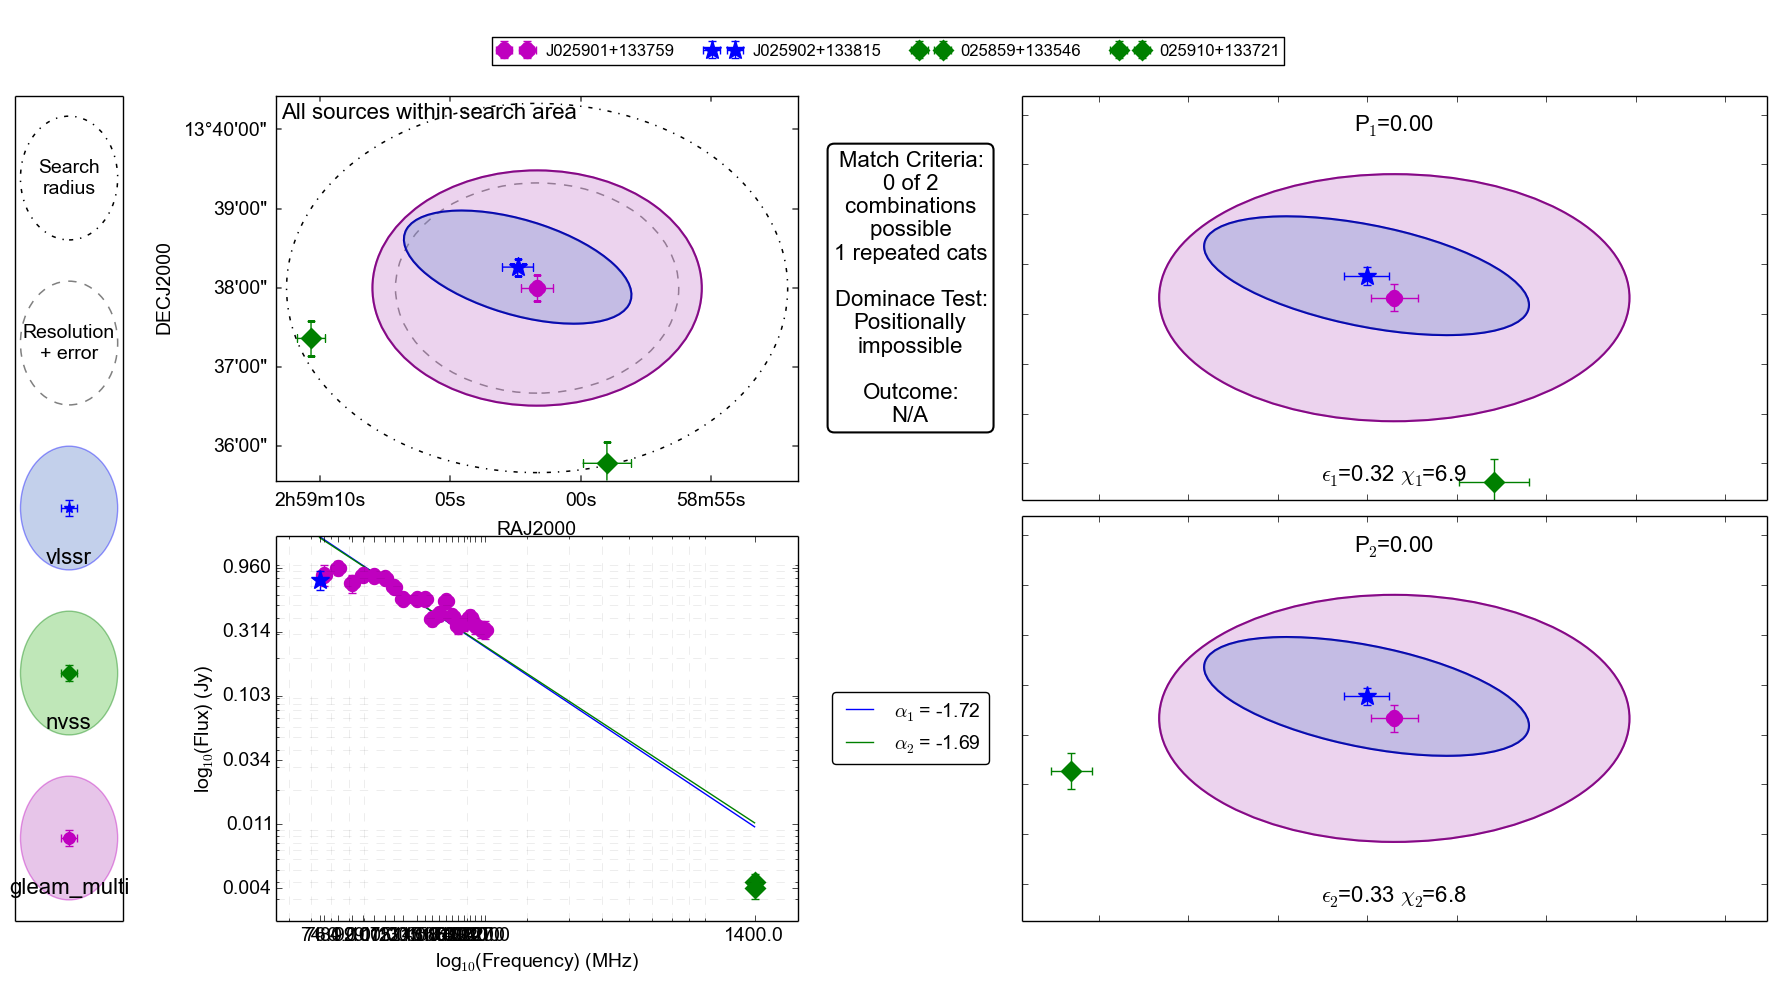 J025901+133759 J025902+133815 025859+133546 025910+133721
Search
radius
Resolution
+ error
vlssr
nvss
gleam_multi
All sources within search area
DECJ2000
13°40'00"
39'00"
38'00"
37'00"
36'00"
2h59m10s 05s 00s 58m55s
RAJ2000
Match Criteria:
0 of 2
combinations
possible
1 repeated cats
Dominace Test:
Positionally
impossible
Outcome:
N/A
P1=0.00
ϵ1=0.32 χ1=6.9
log10(Flux) (Jy)
0.960
0.314
0.103
0.034
0.011
0.004
1400.0
log10(Frequency) (MHz)
α1 = -1.72
α2 = -1.69
P2=0.00
ϵ2=0.33 χ2=6.8